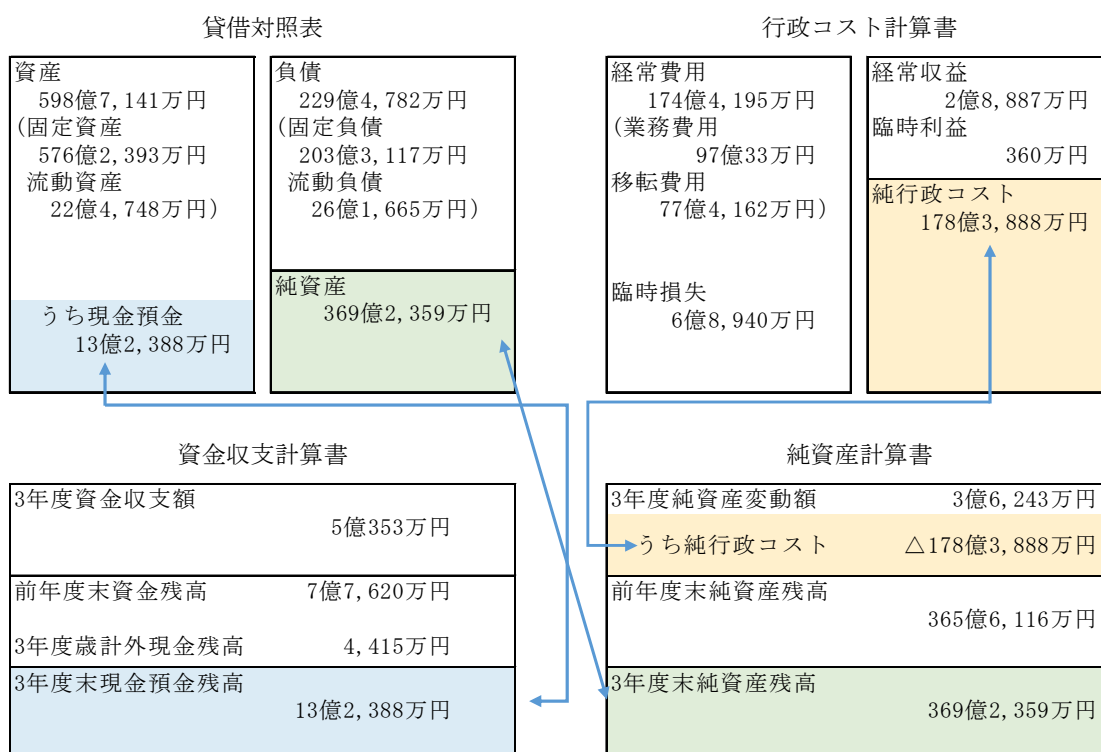 貸借対照表
資産
598億7,141万円
(固定資産
576億2,393万円
流動資産
22億4,748万円)
うち現金預金
13億2,388万円
負債
229億4,782万円
(固定負債
203億3,117万円
流動負債
26億1,665万円)
純資産
369億2,359万円
行政コスト計算書
経常費用
174億4,195万円
(業務費用
97億33万円
移転費用
77億4,162万円)
臨時損失
6億8,940万円
経常収益
2億8,887万円
臨時利益
360万円
純行政コスト
178億3,888万円
資金収支計算書
3年度資金収支額
5億353万円
前年度末資金残高 7億7,620万円
3年度歳計外現金残高 4,415万円
3年度末現金預金残高
13億2,388万円
純資産計算書
3年度純資産変動額 3億6,243万円
うち純行政コスト △178億3,888万円
前年度末純資産残高
365億6,116万円
3年度末純資産残高
369億2,359万円